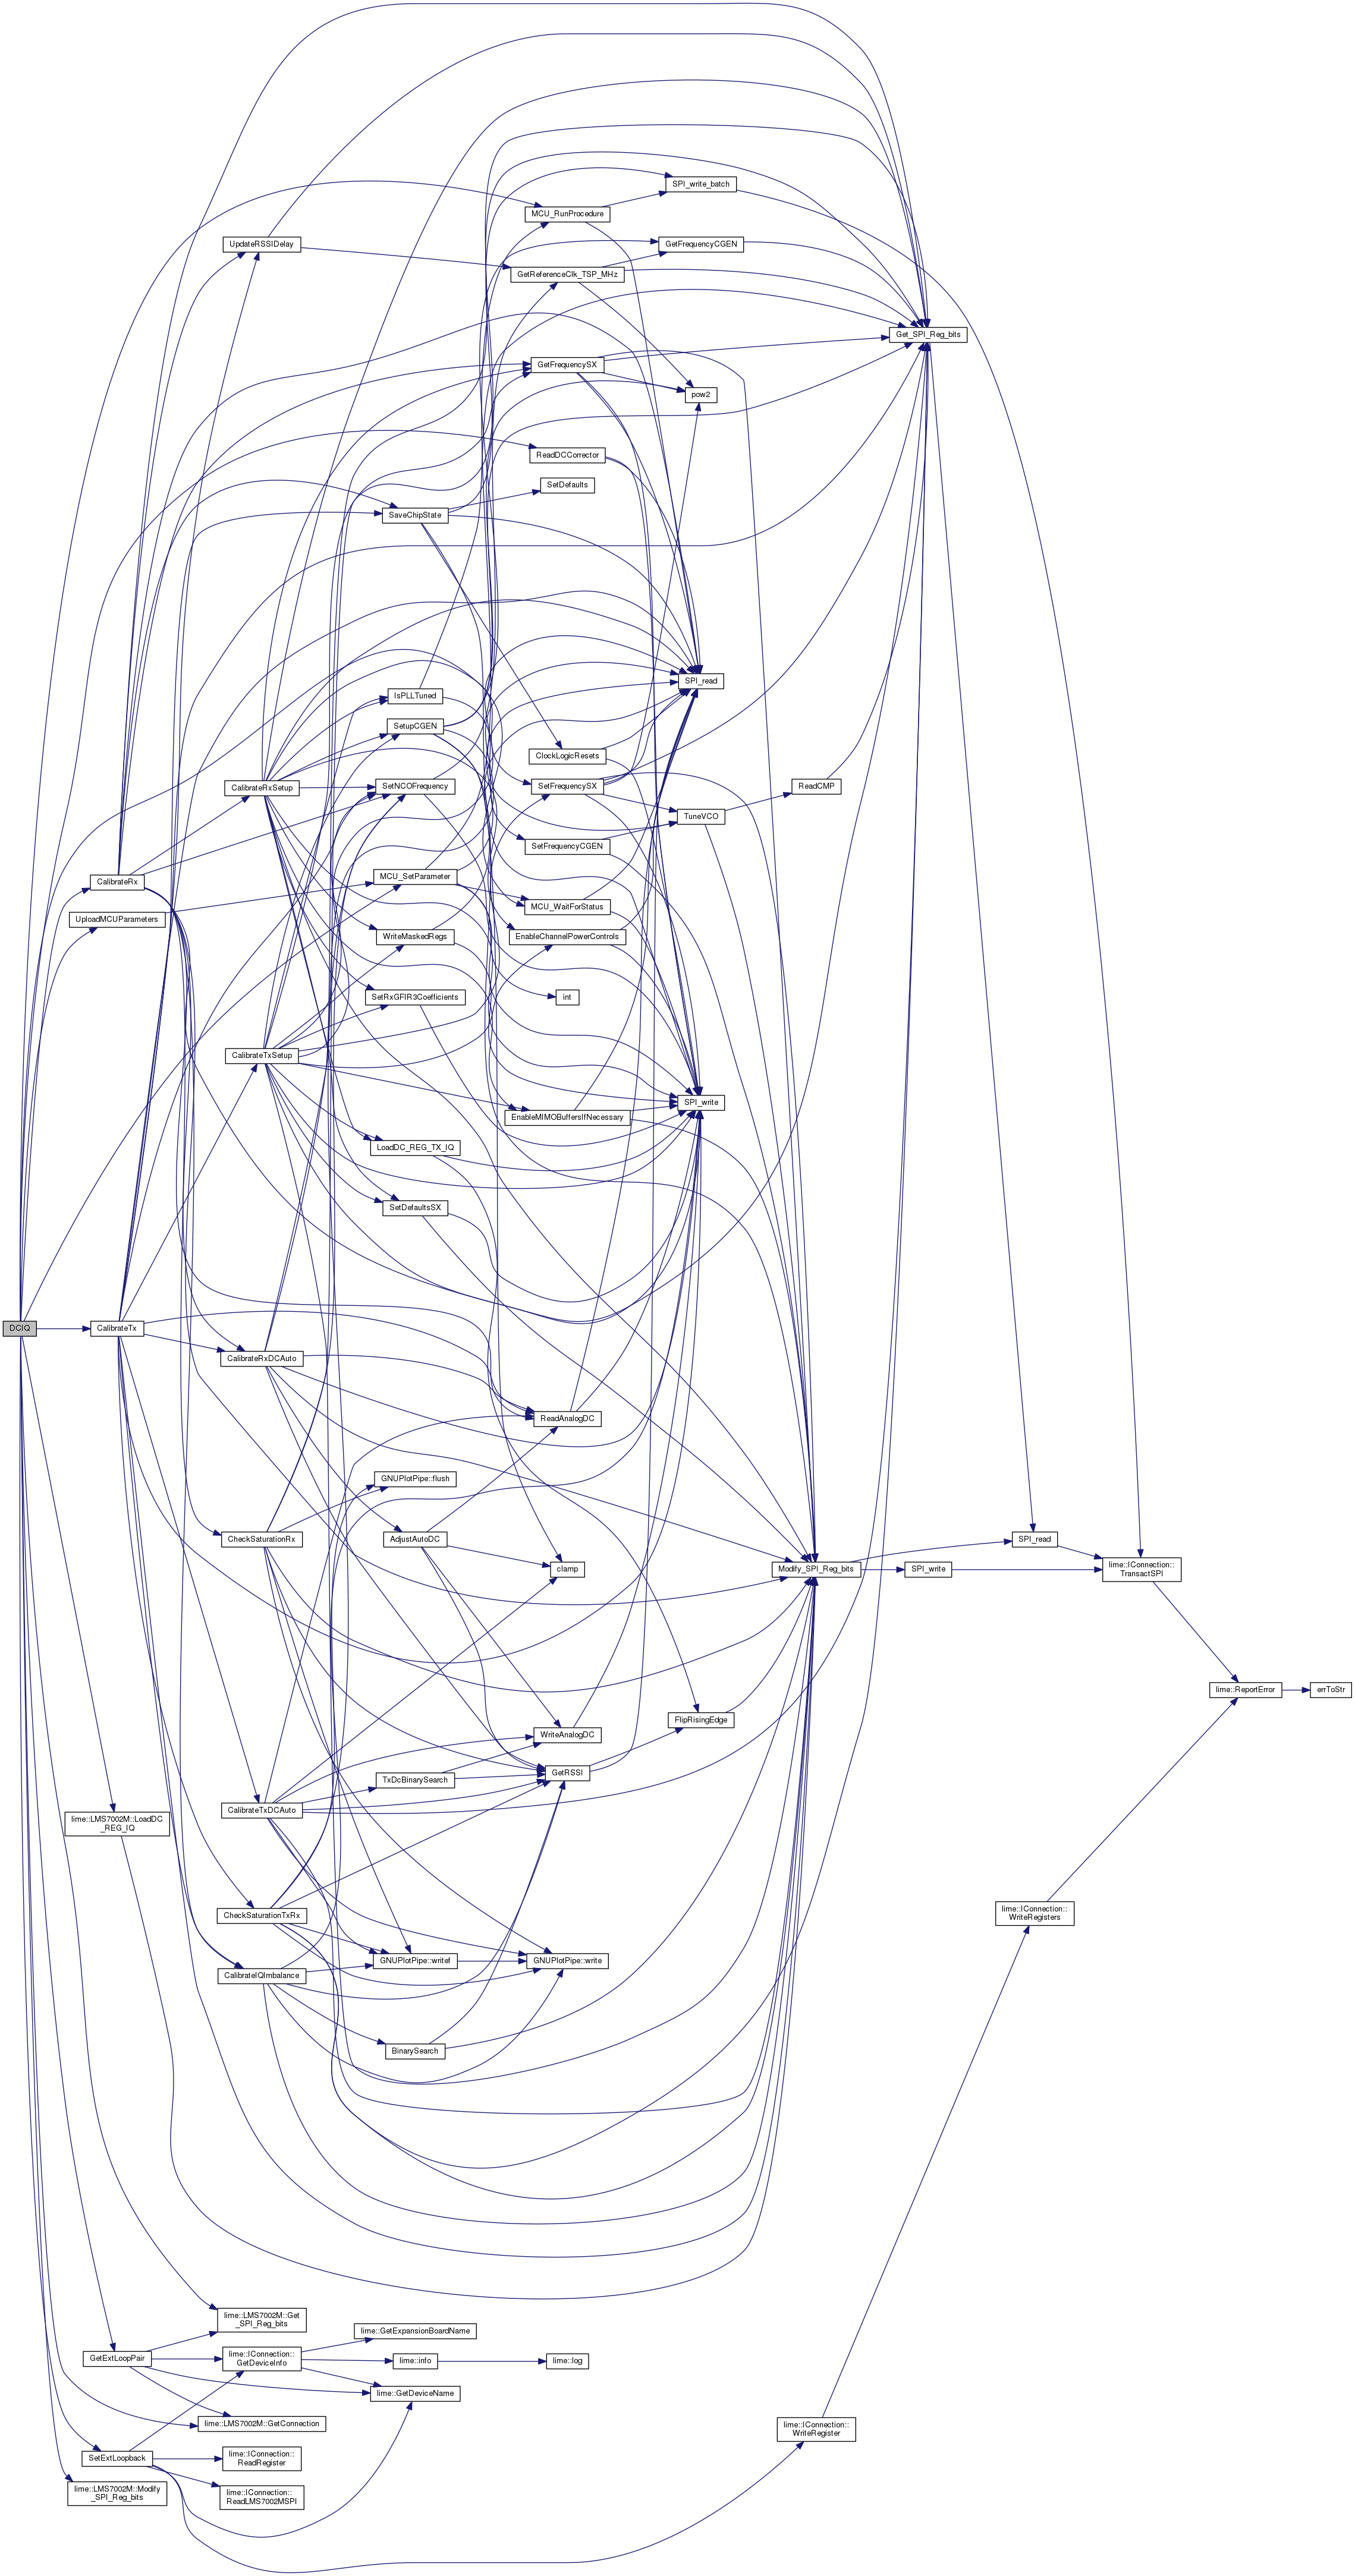 SPI_write_batch
MCU_RunProcedure
UpdateRSSIDelay
GetFrequencyCGEN
GetReferenceClk_TSP_MHz
Get_SPI_Reg_bits
GetFrequencySX
pow2
ReadDCCorrector
SetDefaults
SaveChipState
SPI_read
IsPLLTuned
SetupCGEN
ClockLogicResets
CalibrateRxSetup
SetNCOFrequency
SetFrequencySX
ReadCMP
TuneVCO
SetFrequencyCGEN
CalibrateRx
MCU_SetParameter
MCU_WaitForStatus
UploadMCUParameters
WriteMaskedRegs
EnableChannelPowerControls
SetRxGFIR3Coefficients
int
CalibrateTxSetup
SPI_write
EnableMIMOBuffersIfNecessary
LoadDC_REG_TX_IQ
SetDefaultsSX
DCIQ
CalibrateTx
CalibrateRxDCAuto
ReadAnalogDC
GNUPlotPipe::flush
CheckSaturationRx
AdjustAutoDC
SPI_read
clamp
Modify_SPI_Reg_bits
SPI_write
lime::IConnection::
TransactSPI
lime::ReportError
errToStr
FlipRisingEdge
WriteAnalogDC
GetRSSI
TxDcBinarySearch
CalibrateTxDCAuto
lime::LMS7002M::LoadDC
_REG_IQ
CheckSaturationTxRx
lime::IConnection::
WriteRegisters
GNUPlotPipe::writef
GNUPlotPipe::write
CalibrateIQImbalance
BinarySearch
lime::LMS7002M::Get
_SPI_Reg_bits
lime::GetExpansionBoardName
GetExtLoopPair
lime::IConnection::
GetDeviceInfo
lime::info
lime::log
lime::GetDeviceName
lime::LMS7002M::GetConnection
lime::IConnection::
WriteRegister
SetExtLoopback
lime::IConnection::
ReadRegister
lime::LMS7002M::Modify
_SPI_Reg_bits
lime::IConnection::
ReadLMS7002MSPI